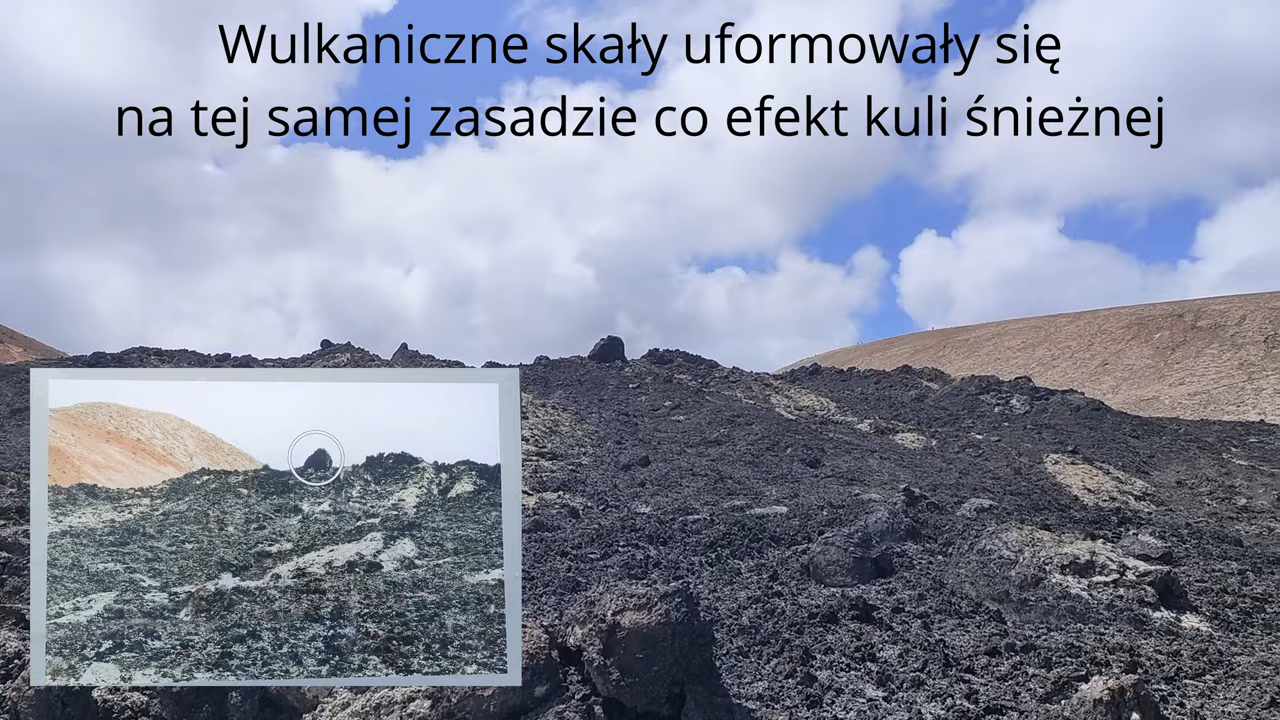 Wulkaniczne skały uformowały się
na tej samej zasadzie co efekt kuli śnieżnej